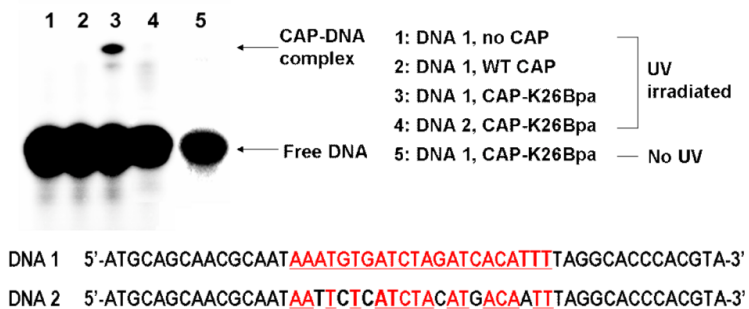 1 2 3 4 5
CAP-DNA
complex
Free DNA
1: DNA 1, no CAP
2: DNA 1, WT CAP
3: DNA 1, CAP-K26Bpa
4: DNA 2, CAP-K26Bpa
5: DNA 1, CAP-K26Bpa
UV
irradiated
No UV
DNA 1 5'-ATGCAGCAACGCAATAAATGTGATCTAGATCACATTTTAGGCACCCACGTA-3'
DNA 2 5'-ATGCAGCAACGCAATAATTCTCATCTACATGACAATTTAGGCACCCACGTA-3'